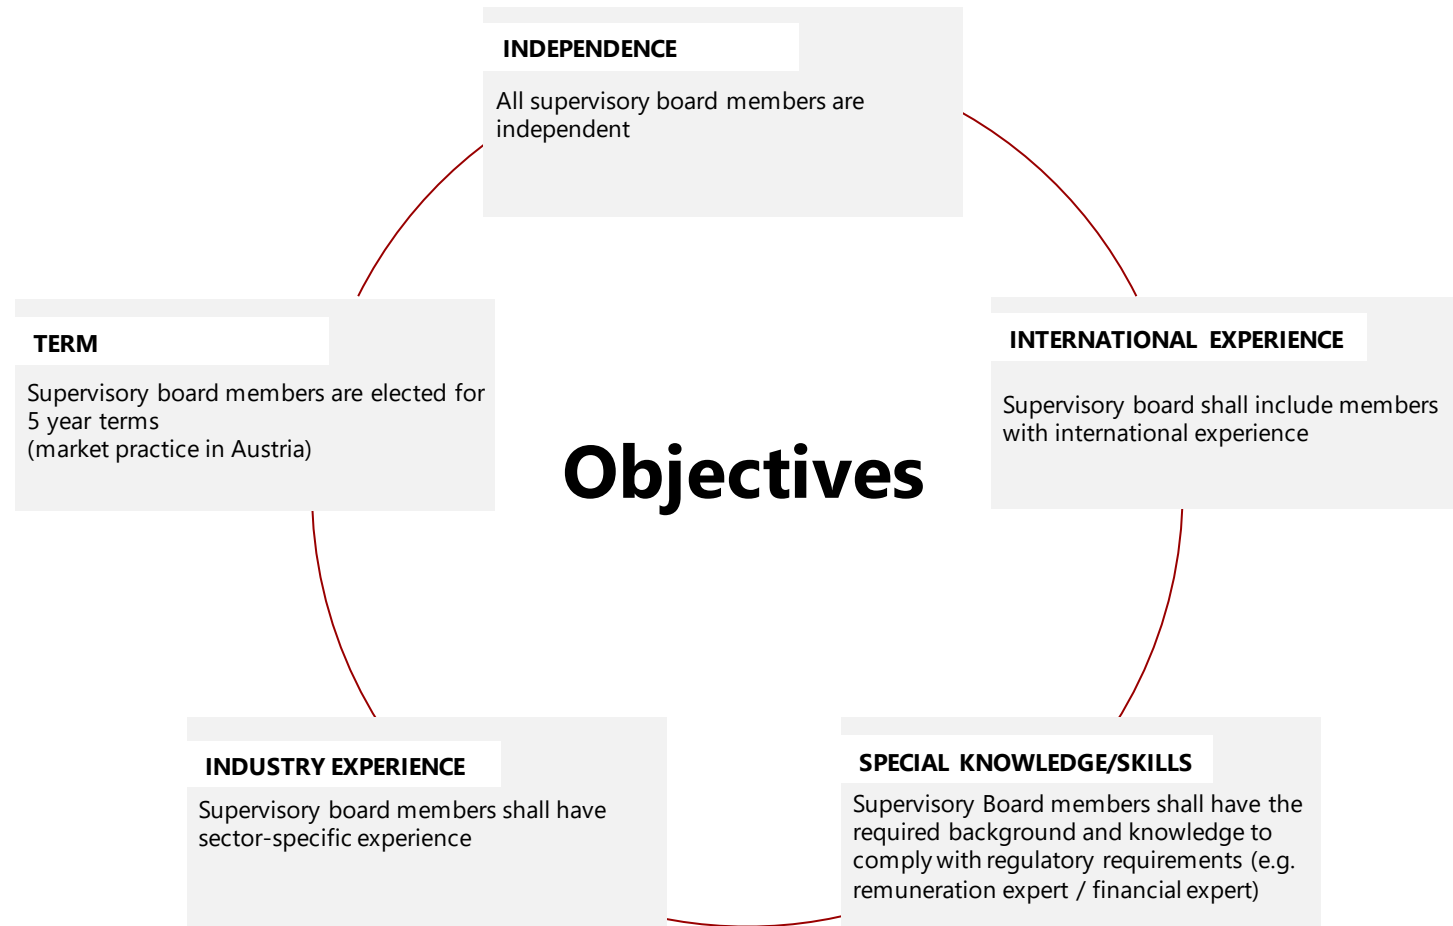 INDEPENDENCE
All supervisory board members are
independent
TERM
Supervisory board members are elected for
5 year terms
(market practice in Austria)
INTERNATIONAL EXPERIENCE
Supervisory board shall include members
with international experience
Objectives
INDUSTRY EXPERIENCE
Supervisory board members shall have
sector-specific experience
SPECIAL KNOWLEDGE/SKILLS
Supervisory Board members shall have the
required background and knowledge to
comply with regulatory requirements (e.g.
remuneration expert / financial expert)